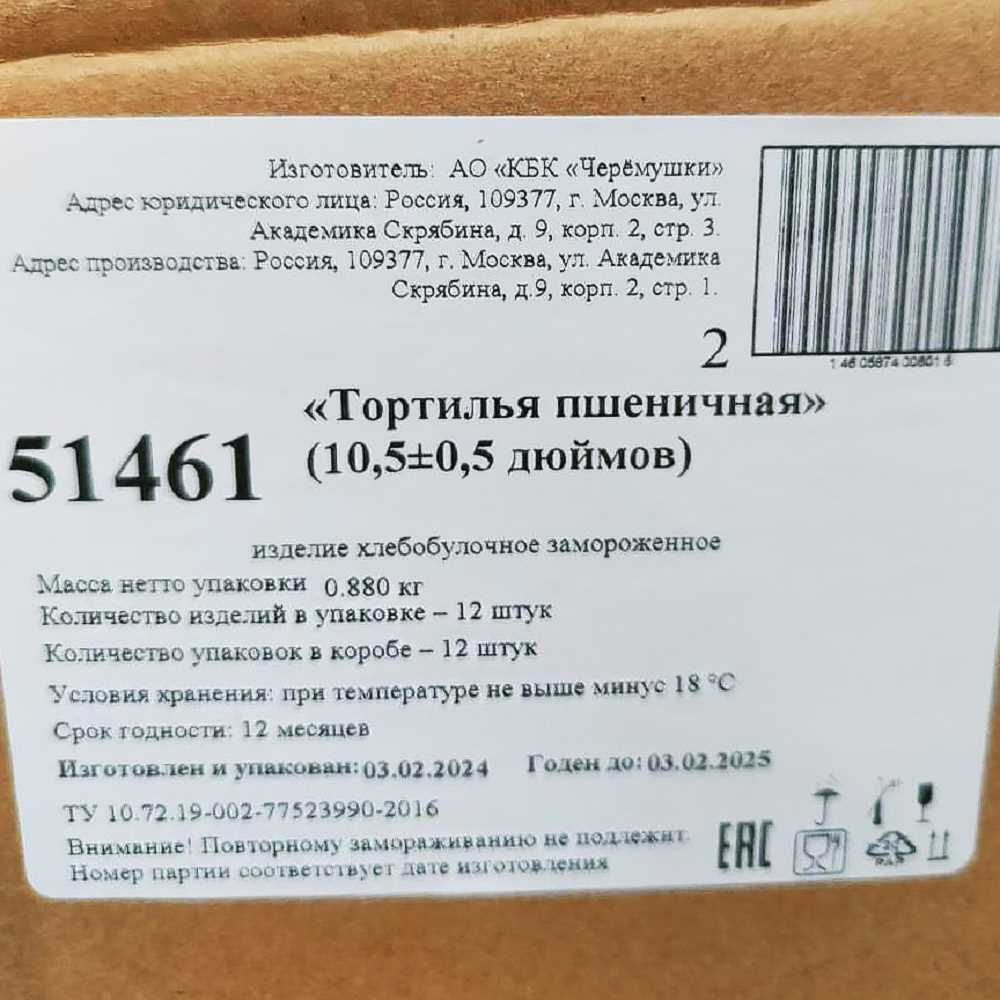 Изготовитель: АО «КБК «Черёмушки»
Адрес юридического лица: Россия, 109377, г. Москва, ул.
Академика Скрябина, д. 9, корп. 2, стр. 3.
Адрес производства: Россия, 109377, г. Москва, ул. Академика
Скрябина, д.9, корп. 2, стр. 1.
2
«Тортилья пшеничная»
51461
(10,5±0,5 дюймов)
изделие хлебобулочное замороженное
Масса нетто упаковки 0.880 кг
Количество изделий в упаковке – 12 штук
Количество упаковок в коробе – 12 штук
Условия хранения: при температуре не выше минус 18 °C
Срок годности: 12 месяцев
Изготовлен и упакован: 03.02.2024 Годен до: 03.02.2025
ТУ 10.72.19-002-77523990-2016
Внимание! Повторному замораживанию не подлежит.
Номер партии соответствует дате изготовления
EAC